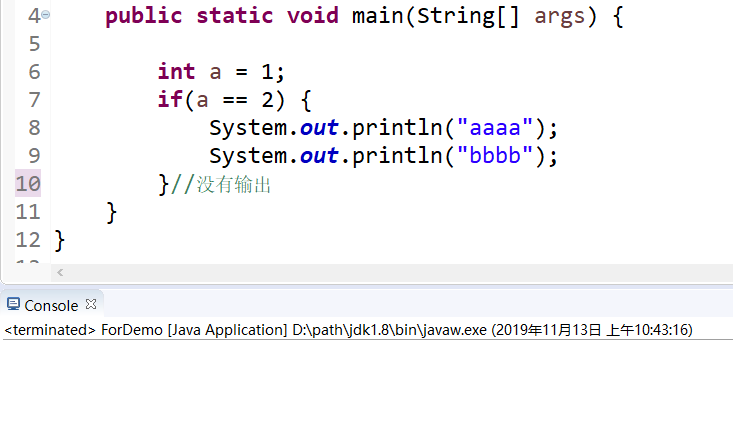 4 public static void main(String[] args) {
5
6 int a = 1;
7 if(a == 2) {
8 System.out.println("aaaa");
9 System.out.println("bbbb");
10 }//没有输出
11 }
12 }
Console
<terminated> ForDemo [Java Application] D:\path\jdk1.8\bin\javaw.exe (2019年11月13日 上午10:43:16)